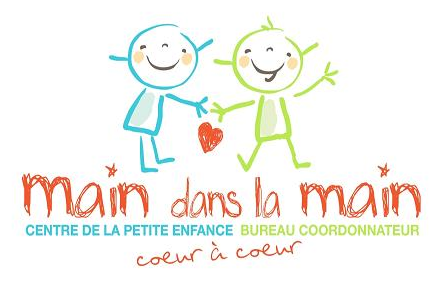 main dans la main
CENTRE DE LA PETITE ENFANCE BUREAU COORDONNATEUR
coeur à coeur